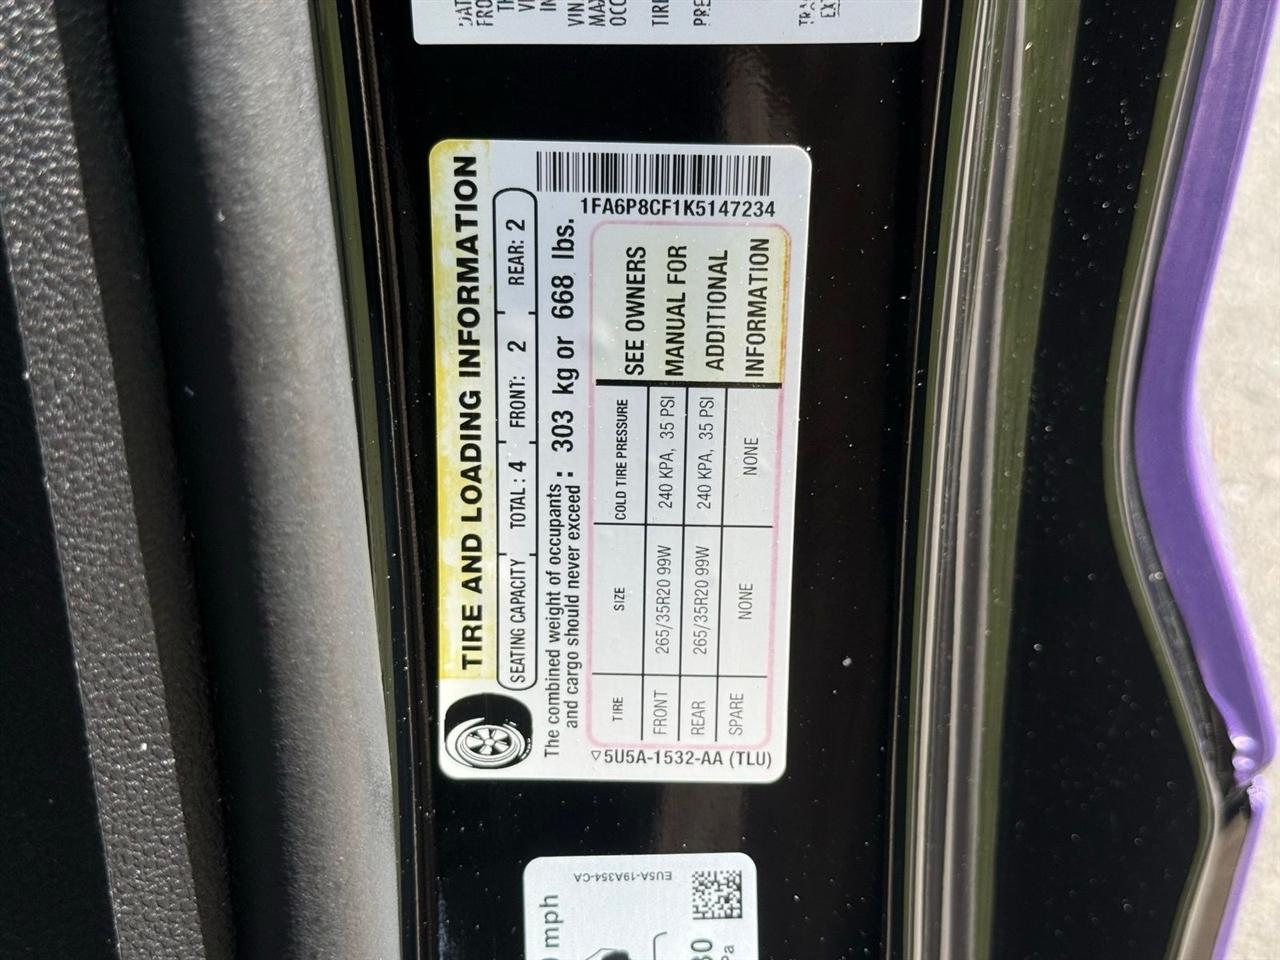 TIRE AND LOADING INFORMATION
SEATING CAPACITY TOTAL : 4 FRONT: 2 REAR: 2
The combined weight of occupants
and cargo should never exceed : 303 kg or 668 lbs.
1FA6P8CF1K5147234
TIRE SIZE COLD TIRE PRESSURE
FRONT 265/35R20 99W 240 KPA, 35 PSI
REAR 265/35R20 99W 240 KPA, 35 PSI
SPARE NONE NONE
SEE OWNERS
MANUAL FOR
ADDITIONAL
INFORMATION
5U5A-1532-AA (TLU)
mph
EU5A-19A354-CA
VIN
TIRE